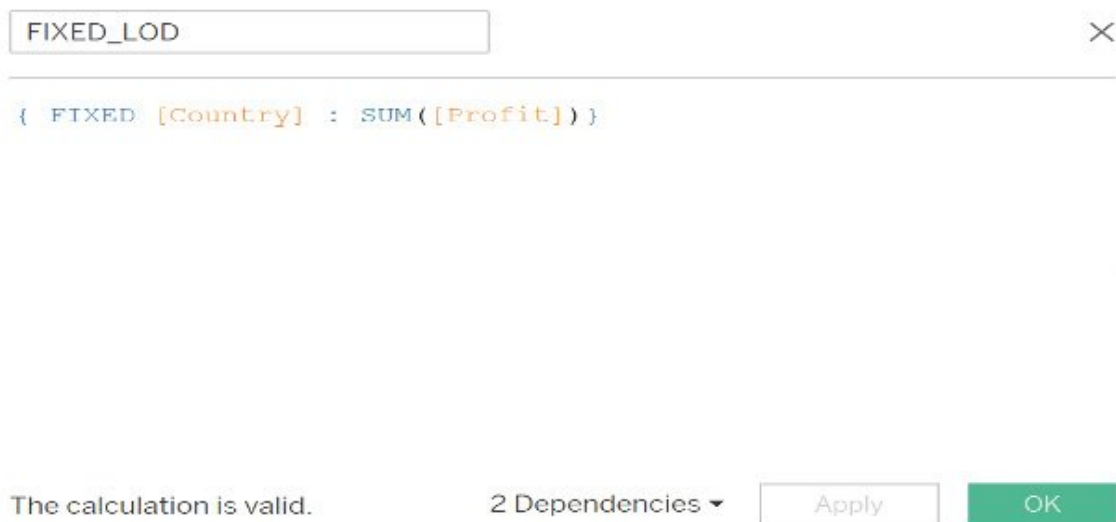 FIXED_LOD
{ FIXED [Country] : SUM([Profit])}
The calculation is valid.
2 Dependencies
Apply
OK